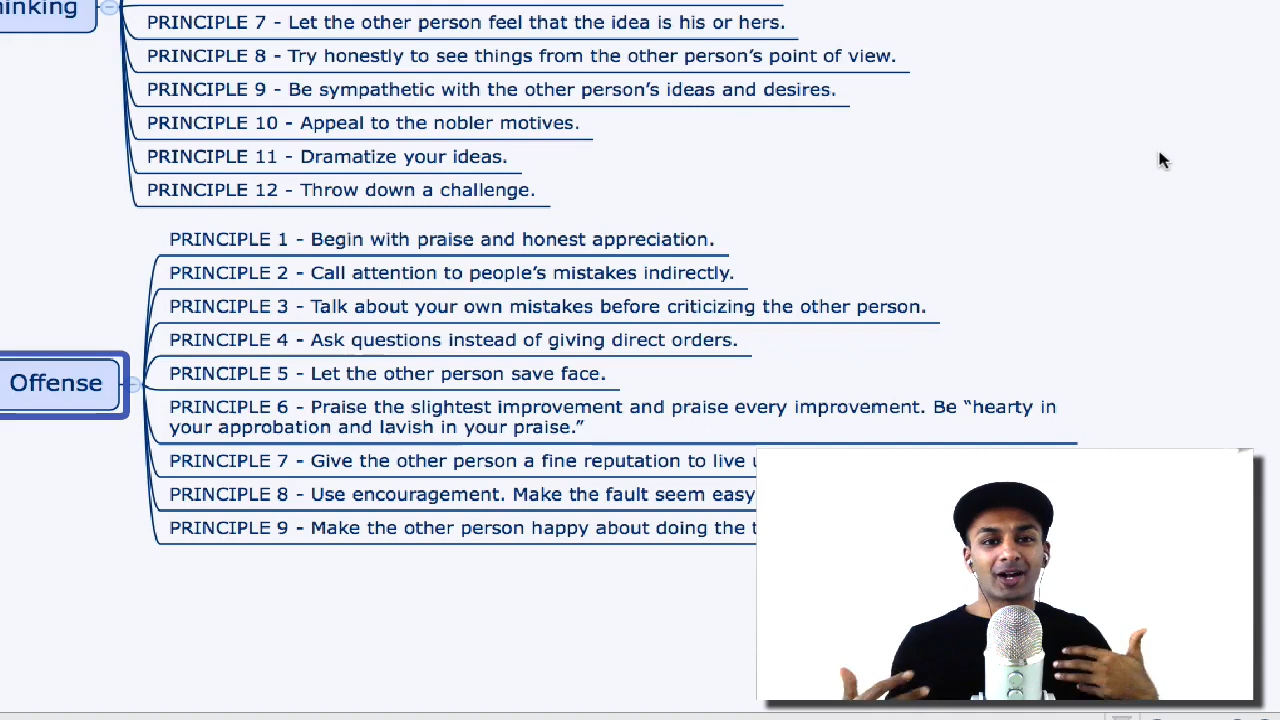 PRINCIPLE 7 - Let the other person feel that the idea is his or hers.
PRINCIPLE 8 - Try honestly to see things from the other person’s point of view.
PRINCIPLE 9 - Be sympathetic with the other person’s ideas and desires.
PRINCIPLE 10 - Appeal to the nobler motives.
PRINCIPLE 11 - Dramatize your ideas.
PRINCIPLE 12 - Throw down a challenge.
PRINCIPLE 1 - Begin with praise and honest appreciation.
PRINCIPLE 2 - Call attention to people’s mistakes indirectly.
PRINCIPLE 3 - Talk about your own mistakes before criticizing the other person.
PRINCIPLE 4 - Ask questions instead of giving direct orders.
Offense
PRINCIPLE 5 - Let the other person save face.
PRINCIPLE 6 - Praise the slightest improvement and praise every improvement. Be “hearty in
your approbation and lavish in your praise.”
PRINCIPLE 7 - Give the other person a fine reputation to live
PRINCIPLE 8 - Use encouragement. Make the fault seem easy
PRINCIPLE 9 - Make the other person happy about doing the